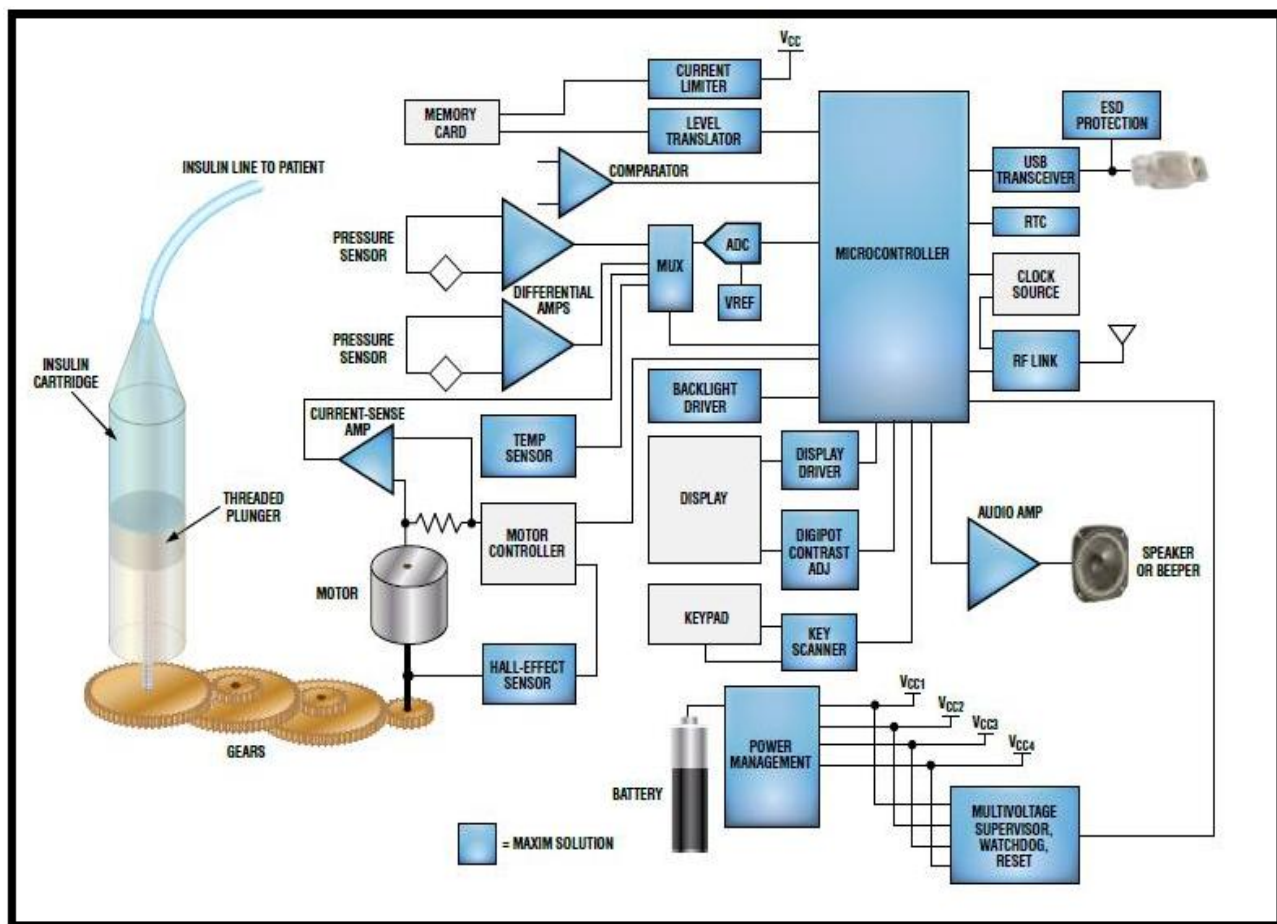 VCC
CURRENT
LIMITER
MEMORY
CARD
LEVEL
TRANSLATOR
ESD
PROTECTION
INSULIN LINE TO PATIENT
COMPARATOR
USB
TRANSCEIVER
PRESSURE
SENSOR
MUX
ADC
MICROCONTROLLER
RTC
VREF
CLOCK
SOURCE
DIFFERENTIAL
AMPS
PRESSURE
SENSOR
RF LINK
INSULIN
CARTRIDGE
BACKLIGHT
DRIVER
CURRENT-SENSE
AMP
TEMP
SENSOR
DISPLAY
DRIVER
DISPLAY
THREADED
PLUNGER
MOTOR
CONTROLLER
DIGIPOT
CONTRAST
ADJ
AUDIO AMP
SPEAKER
OR BEEPER
MOTOR
KEYPAD
KEY
SCANNER
HALL-EFFECT
SENSOR
GEARS
POWER
MANAGEMENT
VCC1
VCC2
VCC3
VCC4
BATTERY
MULTIVOLTAGE
SUPERVISOR,
WATCHDOG,
RESET
= MAXIM SOLUTION